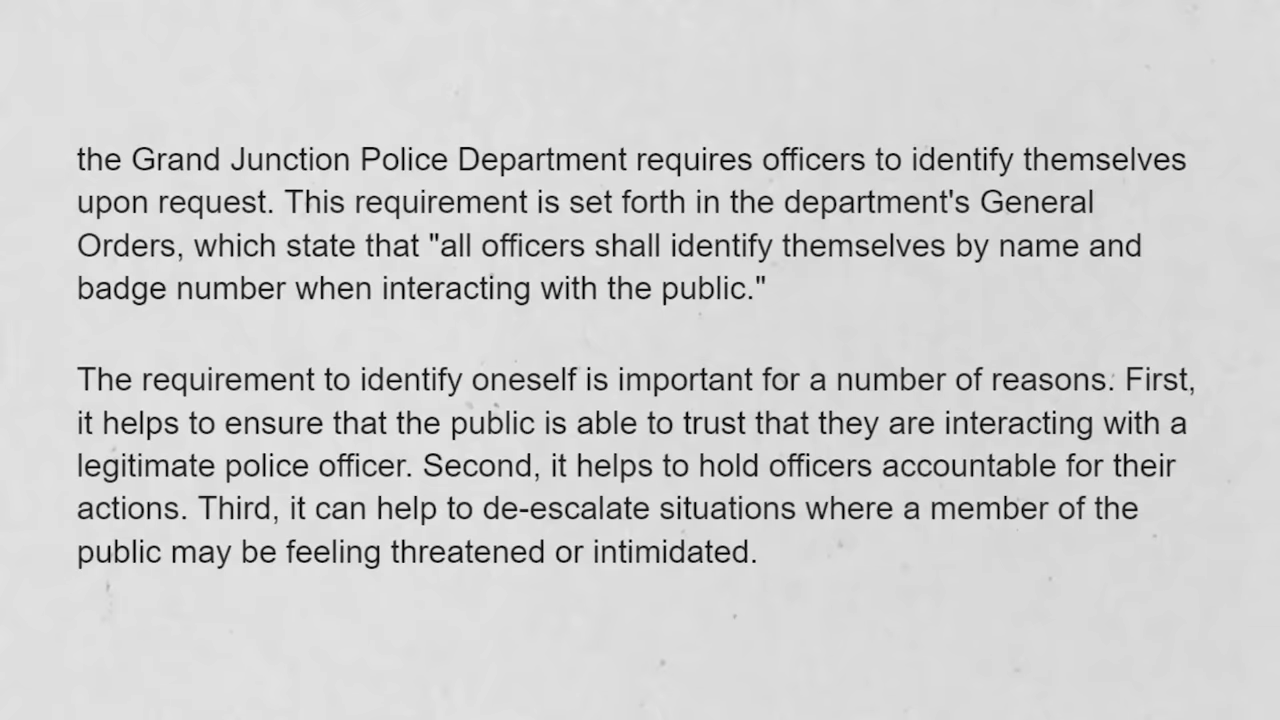 the Grand Junction Police Department requires officers to identify themselves
upon request. This requirement is set forth in the department's General
Orders, which state that "all officers shall identify themselves by name and
badge number when interacting with the public."
The requirement to identify oneself is important for a number of reasons. First,
it helps to ensure that the public is able to trust that they are interacting with a
legitimate police officer. Second, it helps to hold officers accountable for their
actions. Third, it can help to de-escalate situations where a member of the
public may be feeling threatened or intimidated.